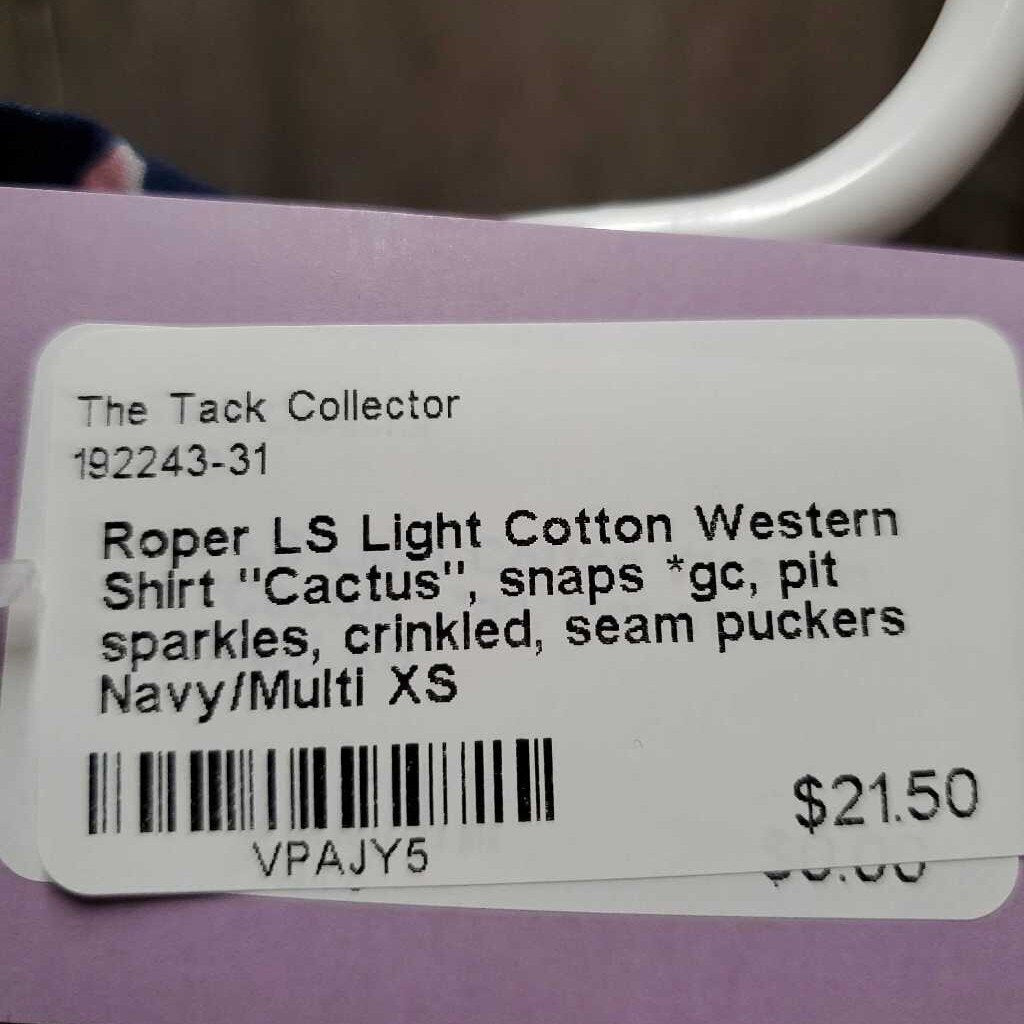 The Tack Collector
192243-31
Roper LS Light Cotton Western
Shirt "Cactus", snaps *gc, pit
sparkles, crinkled, seam puckers
Navy/Multi XS
$21.50
VPAJY5